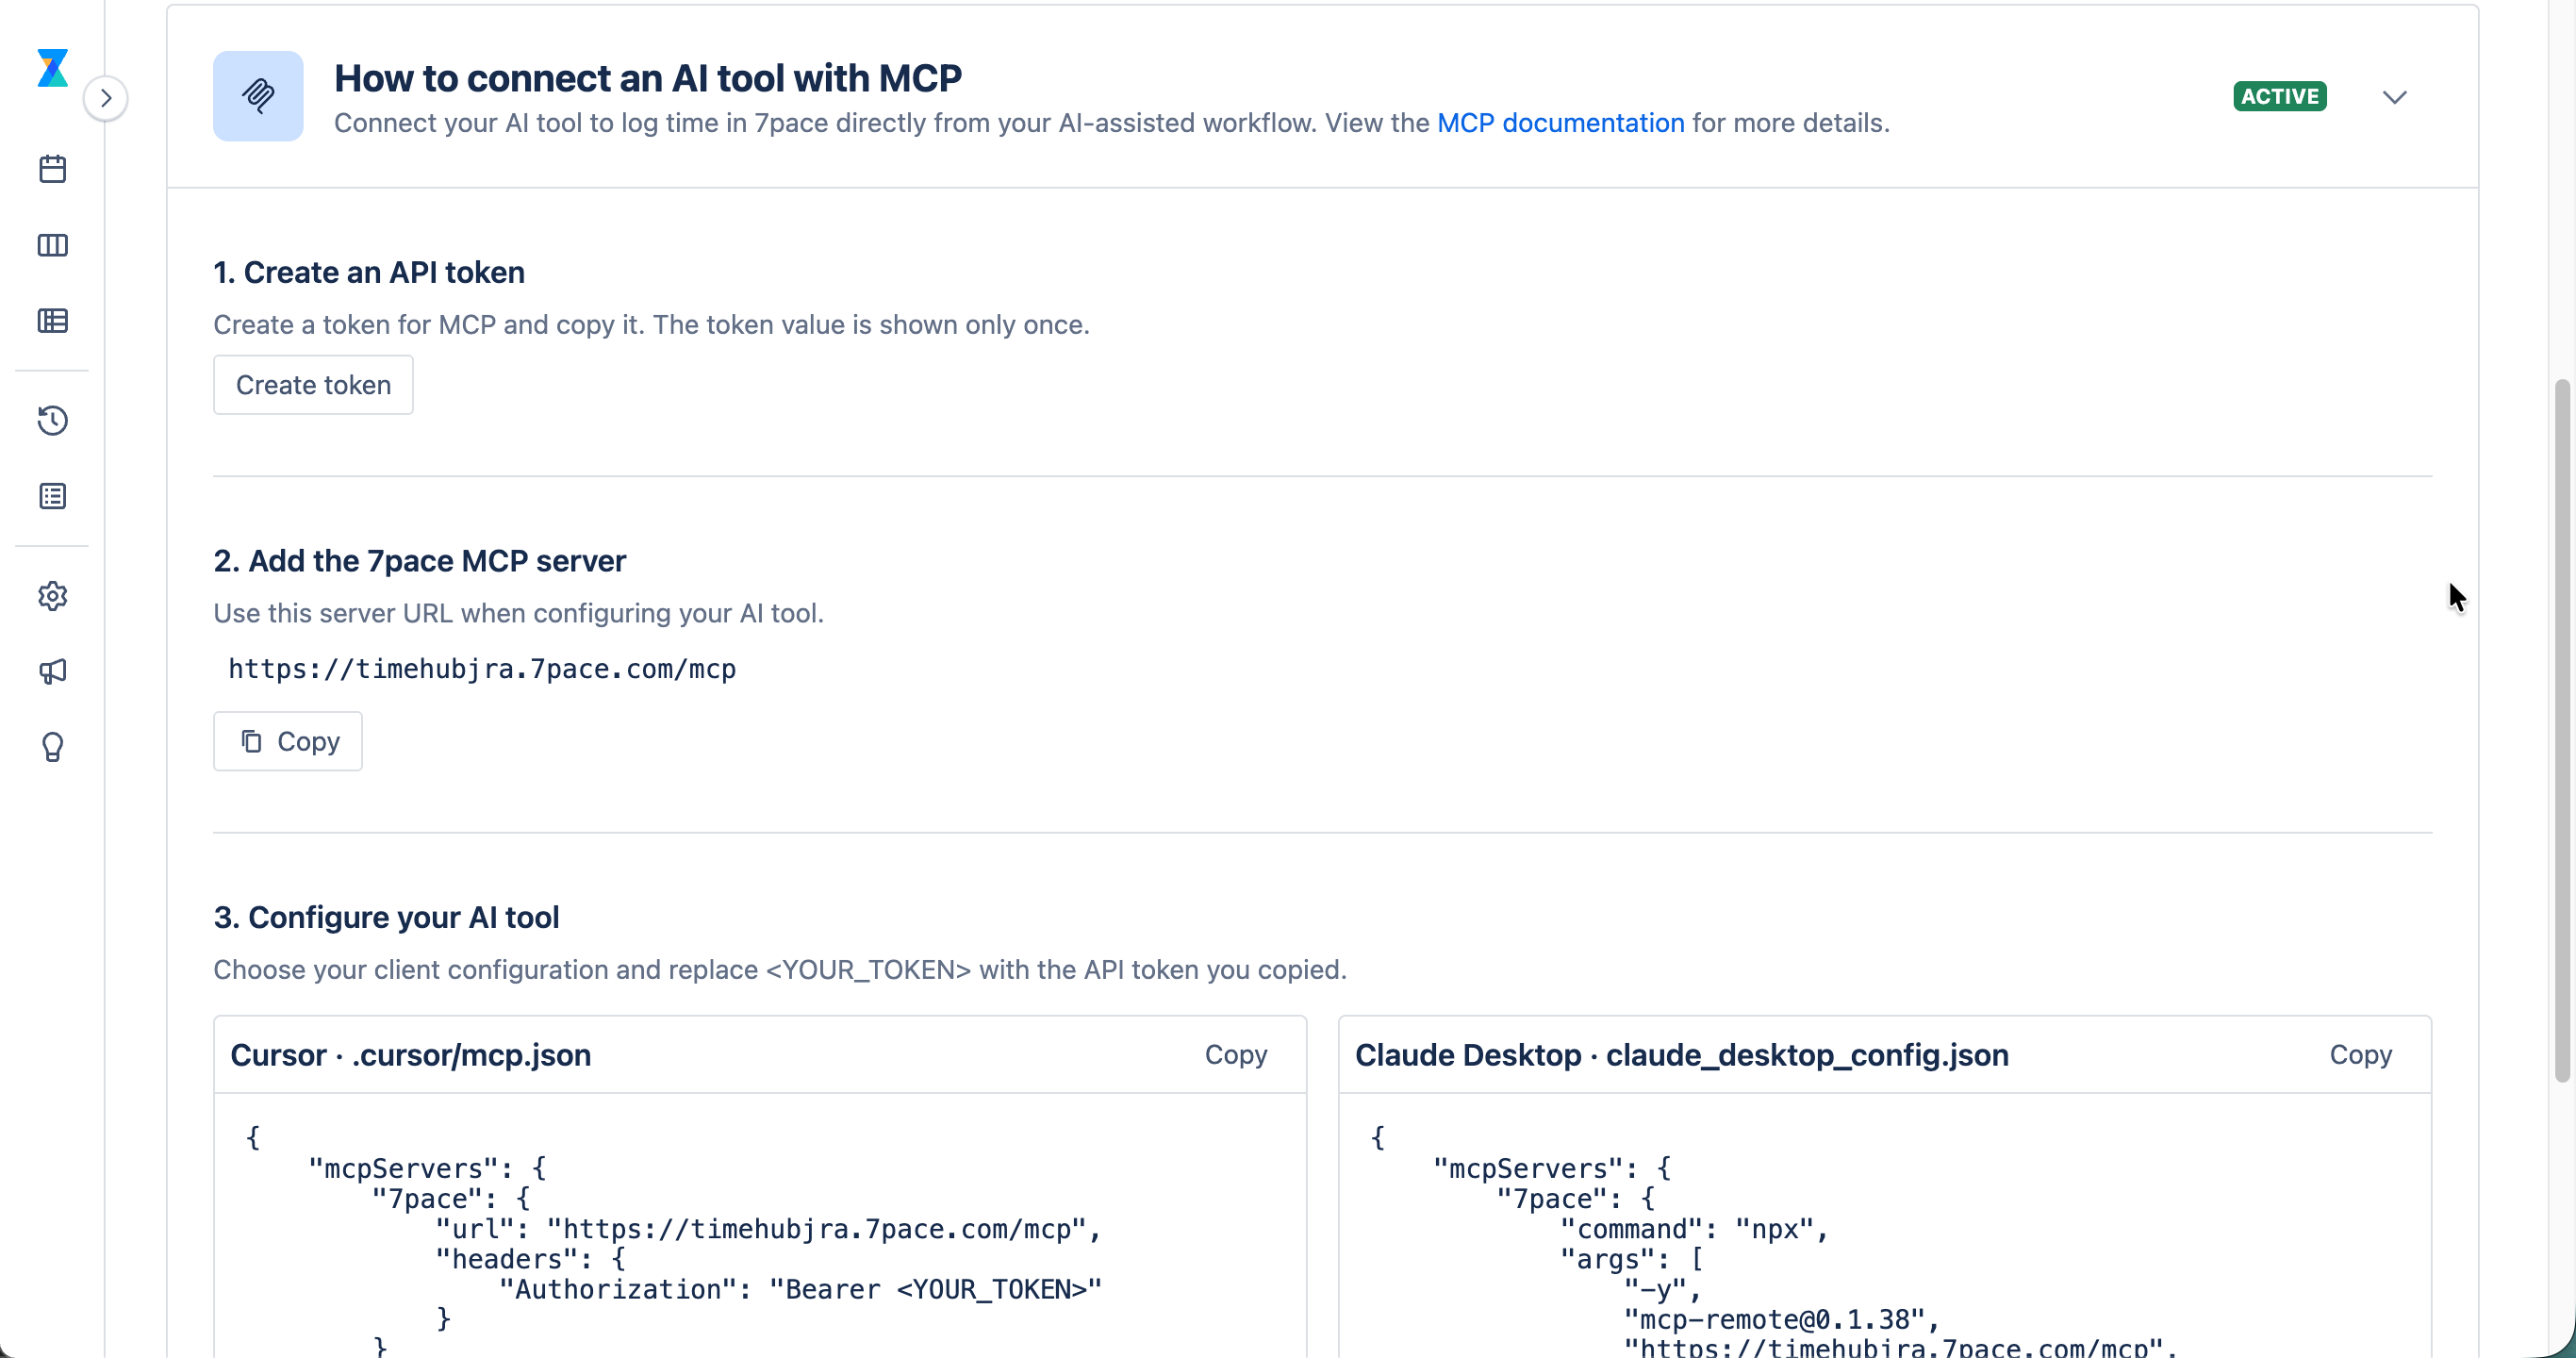 How to connect an AI tool with MCP
ACTIVE
Connect your AI tool to log time in 7pace directly from your AI-assisted workflow. View the MCP documentation for more details.
1. Create an API token
Create a token for MCP and copy it. The token value is shown only once.
Create token
2. Add the 7pace MCP server
Use this server URL when configuring your AI tool.
https://timehubjra.7pace.com/mcp
Copy
3. Configure your AI tool
Choose your client configuration and replace <YOUR_TOKEN> with the API token you copied.
Cursor · .cursor/mcp.json
Copy
{
    "mcpServers": {
        "7pace": {
            "url": "https://timehubjra.7pace.com/mcp",
            "headers": {
                "Authorization": "Bearer <YOUR_TOKEN>"
            }
        }
Claude Desktop · claude_desktop_config.json
Copy
{
    "mcpServers": {
        "7pace": {
            "command": "npx",
            "args": [
                "-y",
                "mcp-remote@0.1.38",
                "https://timehubjra.7pace.com/mcp",